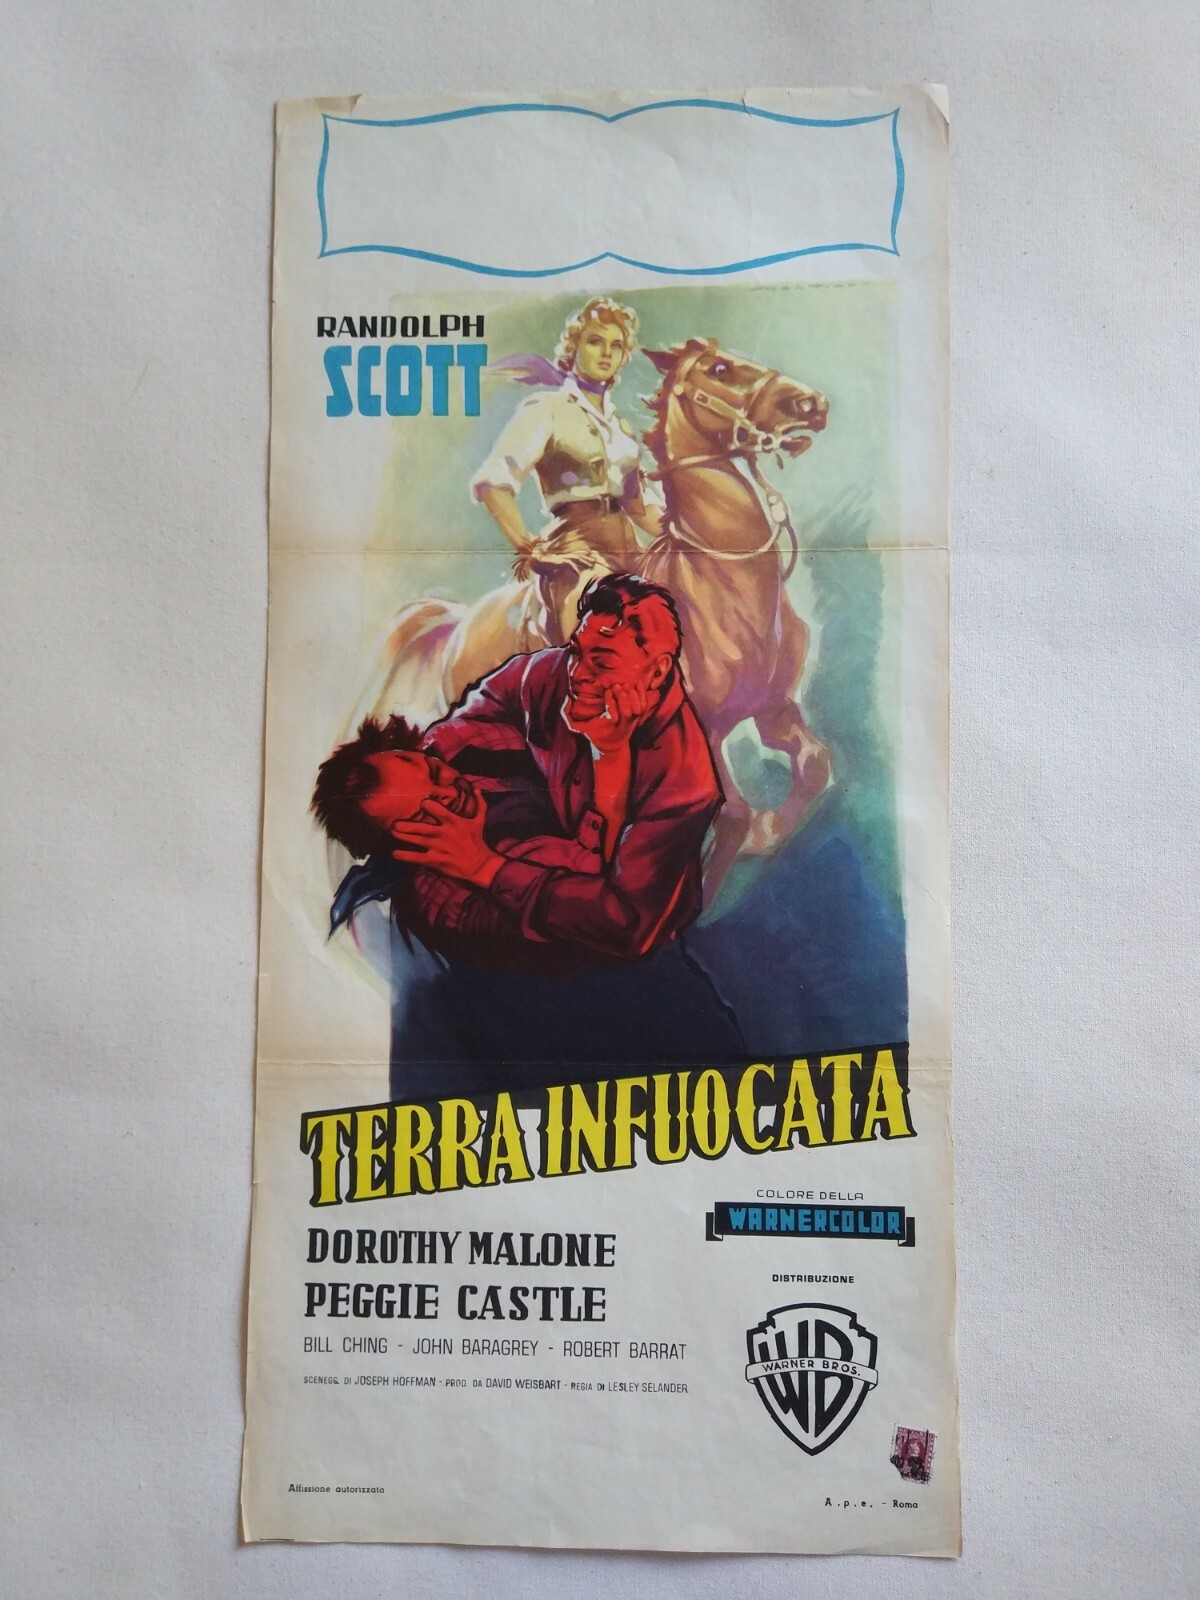 RANDOLPH
SCOTT
TERRA INFUOCATA
COLORE DELLA
WARNERCOLOR
DOROTHY MALONE
PEGGIE CASTLE
BILL CHING - JOHN BARAGREY - ROBERT BARRAT
SCENEGG. DI JOSEPH HOFFMAN - PROD. DA DAVID WEISBART - REGIA DI LESLEY SELANDER
DISTRIBUZIONE
WB
WARNER BROS.
Affissione autorizzata
A.p.e. - Roma